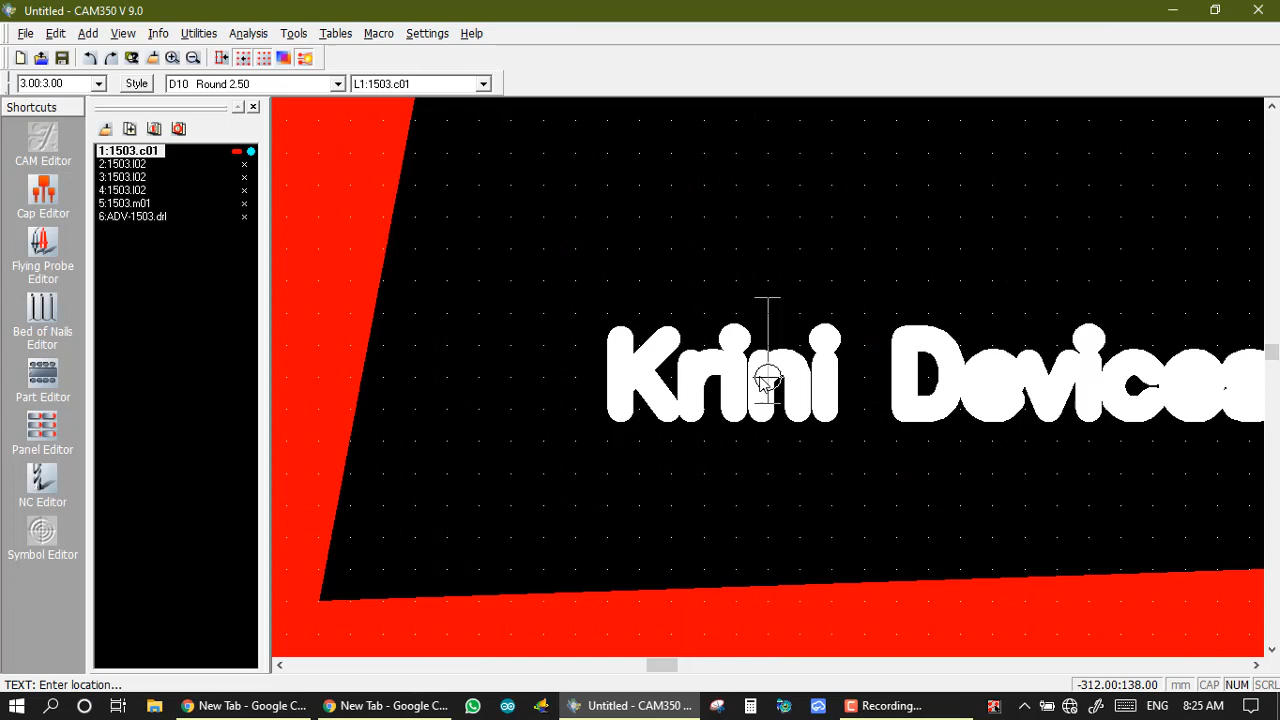 Untitled - CAM350 V 9.0
File Edit Add View Info Utilities Analysis Tools Tables Macro Settings Help
3.00:3.00 Style D10 Round 2.50 L1:1503.c01
Shortcuts
CAM Editor
Cap Editor
Flying Probe
Editor
Bed of Nails
Editor
Part Editor
Panel Editor
NC Editor
Symbol Editor
1:1503.c01
2:1503.l02
3:1503.l02
4:1503.l02
5:1503.m01
6:ADV-1503.drl
Krini Devices
TEXT: Enter location...
-312.00:138.00 mm CAP NUM SCRL
New Tab - Google C... New Tab - Google C... Untitled - CAM350 ... Recording... ENG 8:25 AM